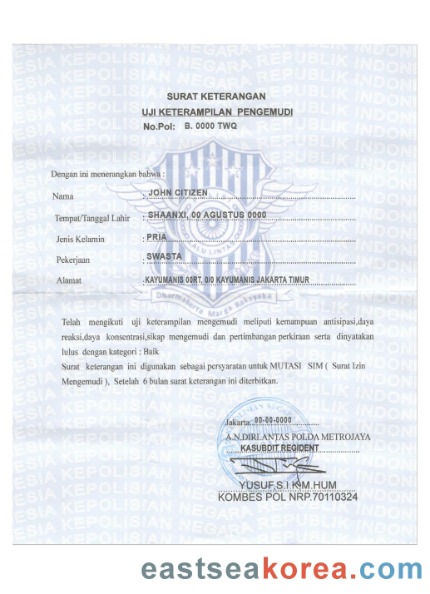 SURAT KETERANGAN
UJI KETERAMPILAN PENGEMUDI
No.Pol: B. 0000 TWQ
Dengan ini menerangkan bahwa :
Nama : JOHN CITIZEN
Tempat/Tanggal Lahir : SHAANXI, 00 AGUSTUS 0000
Jenis Kelamin : PRIA
Pekerjaan : SWASTA
Alamat : KAYUMANIS 00RT, 0/0 KAYUMANIS JAKARTA TIMUR
Dharmakerta Marga Raksyaka
Telah mengikuti uji keterampilan mengemudi meliputi kemampuan antisipasi,daya
reaksi,daya konsentrasi,sikap mengemudi dan pertimbangan perkiraan serta dinyatakan
lulus dengan kategori : Baik
Surat keterangan ini digunakan sebagai persyaratan untuk MUTASI SIM ( Surat Izin
Mengemudi ), Setelah 6 bulan surat keterangan ini diterbitkan.
Jakarta, 00-00-0000
A.N.DIRLANTAS POLDA METROJAYA
KASUBDIT REGIDENT
YUSUF,S.I.K.M.HUM
KOMBES POL NRP.70110324
eastseakorea.com